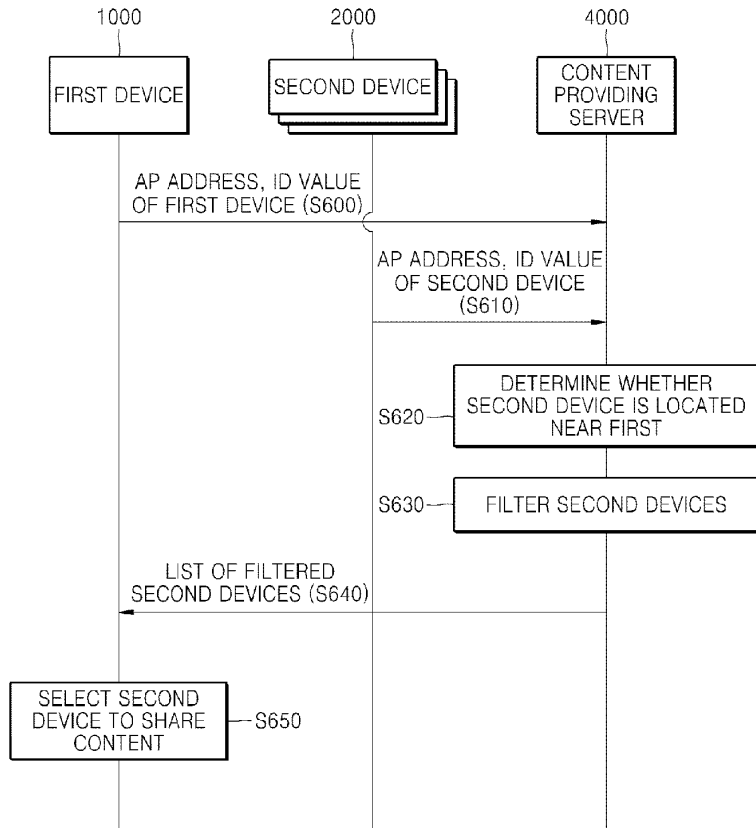 1000
2000
4000
FIRST DEVICE
SECOND DEVICE
CONTENT
PROVIDING
SERVER
AP ADDRESS, ID VALUE
OF FIRST DEVICE (S600)
AP ADDRESS, ID VALUE
OF SECOND DEVICE
(S610)
S620
DETERMINE WHETHER
SECOND DEVICE IS LOCATED
NEAR FIRST
S630
FILTER SECOND DEVICES
LIST OF FILTERED
SECOND DEVICES (S640)
SELECT SECOND
DEVICE TO SHARE
CONTENT
S650